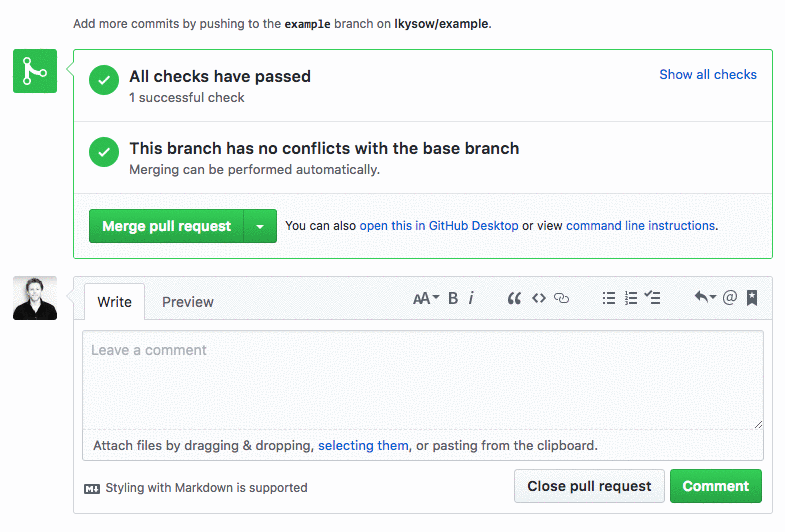 Add more commits by pushing to the example branch on lkysow/example.
All checks have passed
Show all checks
1 successful check
This branch has no conflicts with the base branch
Merging can be performed automatically.
Merge pull request
You can also open this in GitHub Desktop or view command line instructions.
Write
Preview
AA
B
i
@
Leave a comment
Attach files by dragging & dropping, selecting them, or pasting from the clipboard.
Styling with Markdown is supported
Close pull request
Comment